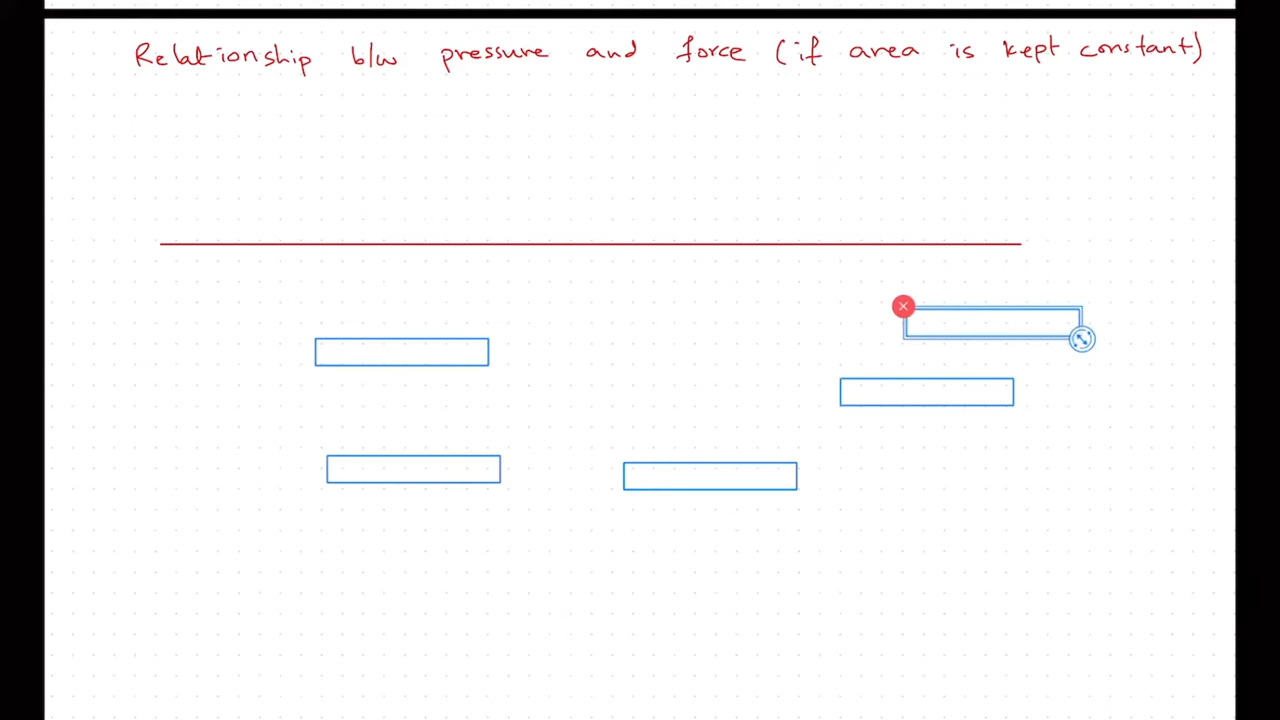 Relationship b/w pressure and force (if area is kept constant)